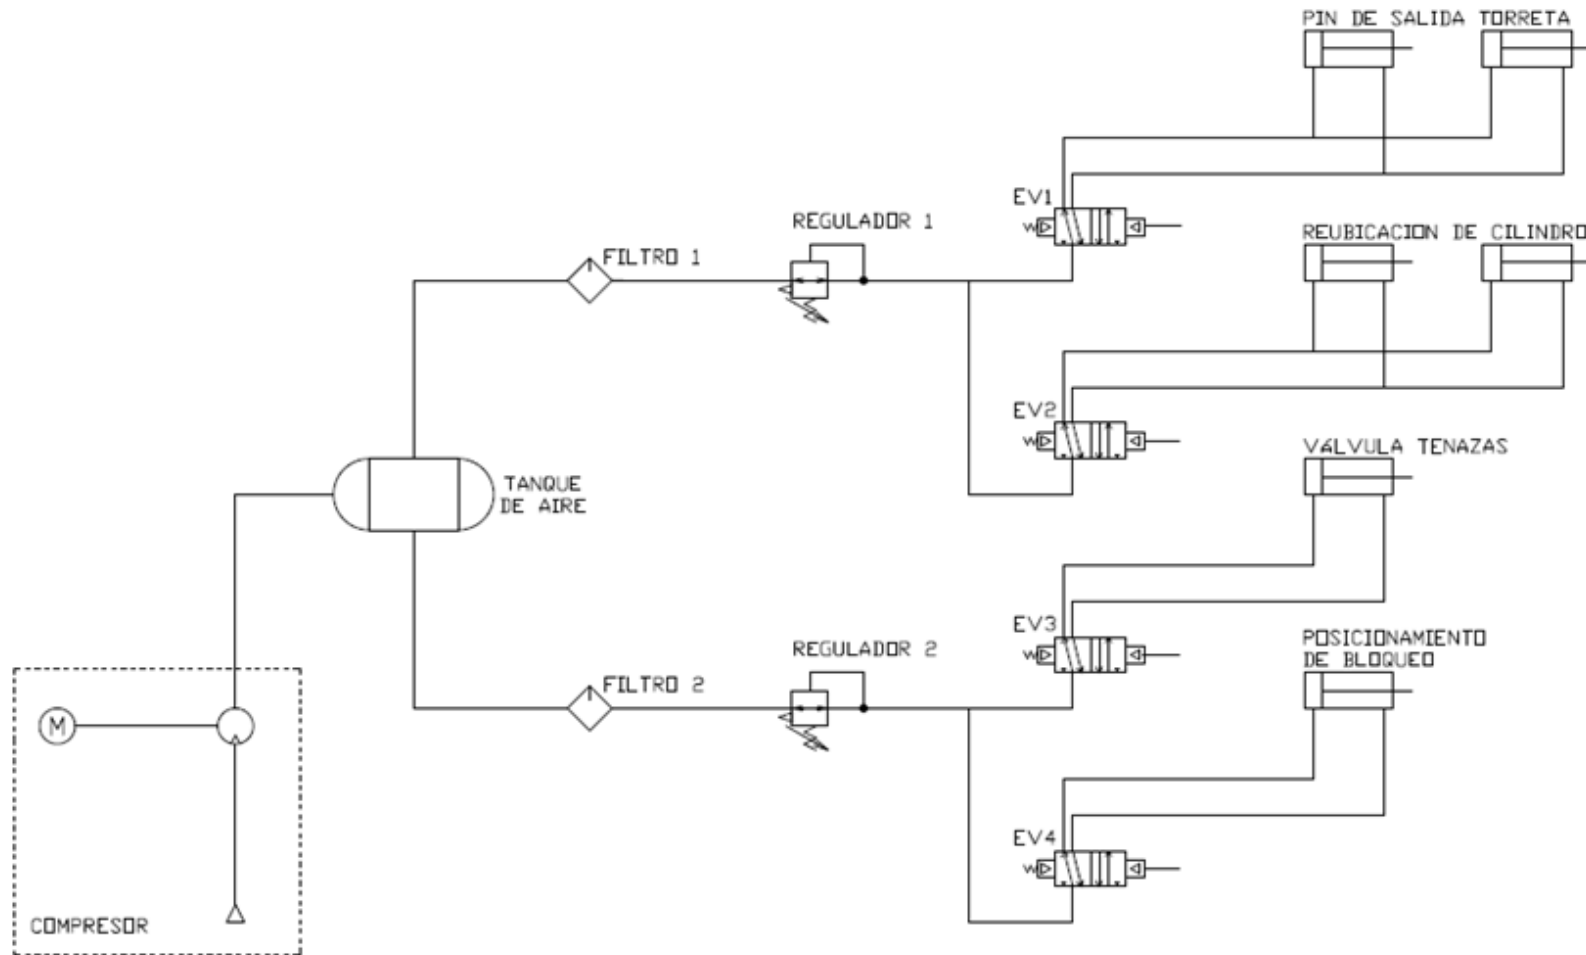 PIN DE SALIDA TORRETA
EV1
REGULADOR 1
REUBICACION DE CILINDRO
FILTRO 1
EV2
VÁLVULA TENAZAS
TANQUE
DE AIRE
EV3
POSICIONAMIENTO
DE BLOQUEO
REGULADOR 2
FILTRO 2
M
EV4
COMPRESOR